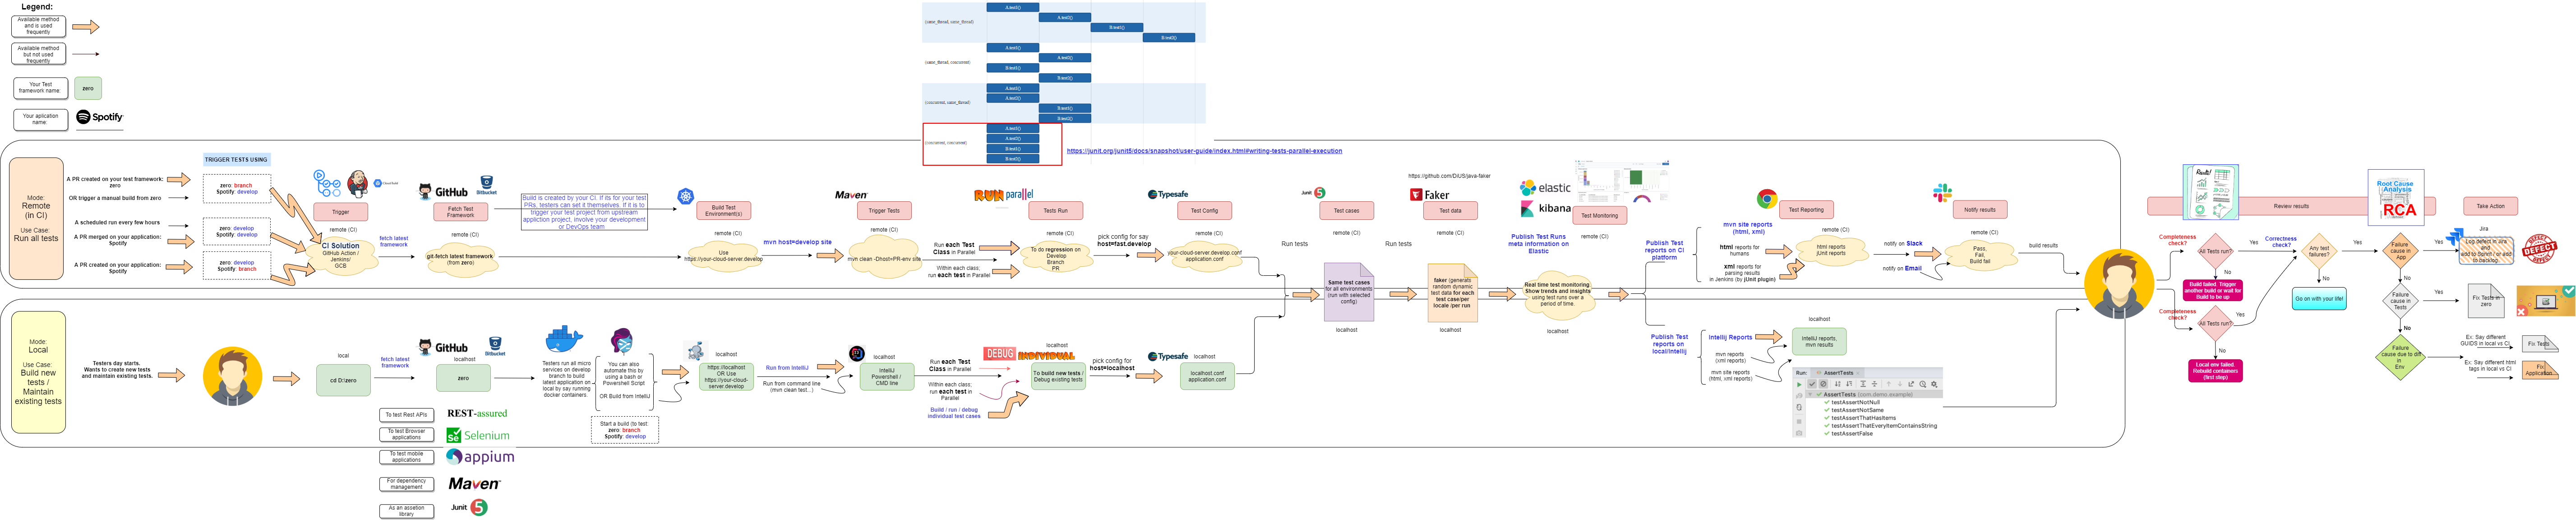 Legend:
Available method
and is used
frequently
Available method
but not used
frequently
Your Test
framework name:
zero
Your aplication
name:
Spotify
(same_thread, same_thread)
A.test1()
A.test2()
B.test1()
B.test2()
(same_thread, concurrent)
A.test1()
A.test2()
B.test1()
B.test2()
(concurrent, same_thread)
A.test1()
A.test2()
B.test1()
B.test2()
(concurrent, concurrent)
A.test1()
A.test2()
B.test1()
B.test2()
https://junit.org/junit5/docs/snapshot/user-guide/index.html#writing-tests-parallel-execution
Mode:
Remote
(In CI)
Use Case:
Run all tests
A PR created on your test framework:
zero
OR trigger a manual build from zero
A scheduled run every few hours
A PR merged on your application:
Spotify
A PR created on your application:
Spotify
TRIGGER TESTS USING
zero: branch
Spotify: develop
zero: develop
Spotify: develop
zero: develop
Spotify: branch
Trigger
remote (CI)
CI Solution
GitHub Action /
Jenkins/
GCB
fetch latest
framework
GitHub
Bitbucket
Fetch Test
Framework
remote (CI)
git-fetch latest framework
(from zero)
Build is created by your CI. If its for your test
PRs, testers can set it themselves. If it is to
trigger your test project from upstream
appliction project, involve your development
or DevOps team
Build Test
Environment(s)
remote (CI)
Use
https://your-cloud-server.develop
mvn host=develop site
Maven
Trigger Tests
remote (CI)
mvn clean -Dhost=PR-env site
Run each Test
Class in Parallel
Within each class;
run each test in Parallel
RUN parallel
Tests Run
remote (CI)
To do regression on
Develop
Branch
PR
pick config for say
host=fast.develop
Typesafe
Test Config
remote (CI)
your-cloud-server.develop.conf
application.conf
Run tests
Junit 5
Test cases
remote (CI)
Same test cases
for all environments
(run with selected
config)
localhost
Run tests
https://github.com/DiUS/java-faker
Faker
Test data
remote (CI)
faker (generates
random dynamic
test data for each
test case/per
locale /per run
localhost
elastic
kibana
Publish Test Runs
meta information on
Elastic
Test Monitoring
remote (CI)
Real time test monitoring
Show trends and insights
using test runs over a
period of time.
localhost
Publish Test
reports on CI
platform
mvn site reports
(html, xml)
html reports for
humans
xml reports for
parsing results
in Jenkins (by jUnit plugin)
Test Reporting
remote (CI)
html reports
jUnit reports
notify on Slack
notify on Email
Notify results
remote (CI)
Pass,
Fail,
Build fail
build results
Results!
Root Cause
Analysis
RCA
Review results
Take Action
Completeness
check?
All Tests run?
Yes
No
Build failed. Trigger
another build or wait for
Build to be up
Correctness
check?
Any test
failures?
Yes
No
Go on with your life!
Failure
cause in
App
Yes
No
Jira
Log defect in Jira and
add to Sprint / or add
to backlog.
DEFECT
Failure
cause in
Tests
Yes
No
Fix Tests in
zero
Failure
cause due to diff in
Env
Ex: Say different
GUIDS in local vs CI
Fix Tests
Ex: Say different html
tags in local vs CI
Fix
Application
Completeness
check?
All Tests run?
Yes
No
Local env failed.
Rebuild containers
(first step)
Mode:
Local
Use Case:
Build new
tests /
Maintain
existing tests
Testers day starts.
Wants to create new tests
and maintain existing tests.
local
cd D:\zero
fetch latest
framework
GitHub
Bitbucket
localhost
zero
Testers run all micro
services on develop
branch to build
latest application on
local by say running
docker containers.
You can also
automate this by
using a bash or
Powershell Script
OR Build from IntelliJ
Start a build (to test:
zero: branch
Spotify: develop
localhost
https://localhost
OR Use
https://your-cloud-
server.develop
Run from IntelliJ
Run from command line
(mvn clean test...)
localhost
IntelliJ
Powershell /
CMD line
Run each Test
Class in Parallel
Within each class;
run each test in
Parallel
Build / run / debug
individual test cases
DEBUG INDIVIDUAL
localhost
To build new tests /
Debug existing tests
pick config for
host=localhost
Typesafe
localhost
localhost.conf
application.conf
Publish Test
reports on
local/Intellij
Intellij Reports
mvn reports
(xml reports)
mvn site reports
(html, xml reports)
localhost
IntelliJ reports,
mvn results
Run:
AssertTests
AssertTests (com.demo.example)
testAssertNotNull
testAssertNotSame
testAssertThatHasItems
testAssertThatEveryItemContainsString
testAssertFalse
To test Rest APIs
REST-assured
To test Browser
applications
Se Selenium
To test mobile
applications
appium
For dependency
management
Maven
As an assetion
library
Junit 5